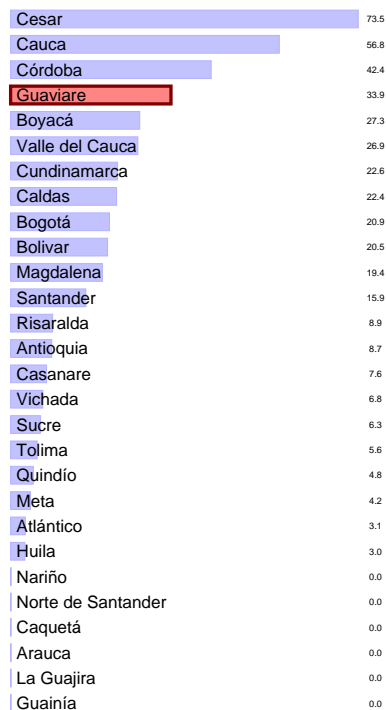 Cesar 73.5
Cauca 56.8
Córdoba 42.4
Guaviare 33.9
Boyacá 27.3
Valle del Cauca 26.9
Cundinamarca 22.6
Caldas 22.4
Bogotá 20.9
Bolivar 20.5
Magdalena 19.4
Santander 15.9
Risaralda 8.9
Antioquia 8.7
Casanare 7.6
Vichada 6.8
Sucre 6.3
Tolima 5.6
Quindío 4.8
Meta 4.2
Atlántico 3.1
Huila 3.0
Nariño 0.0
Norte de Santander 0.0
Caquetá 0.0
Arauca 0.0
La Guajira 0.0
Guainía 0.0